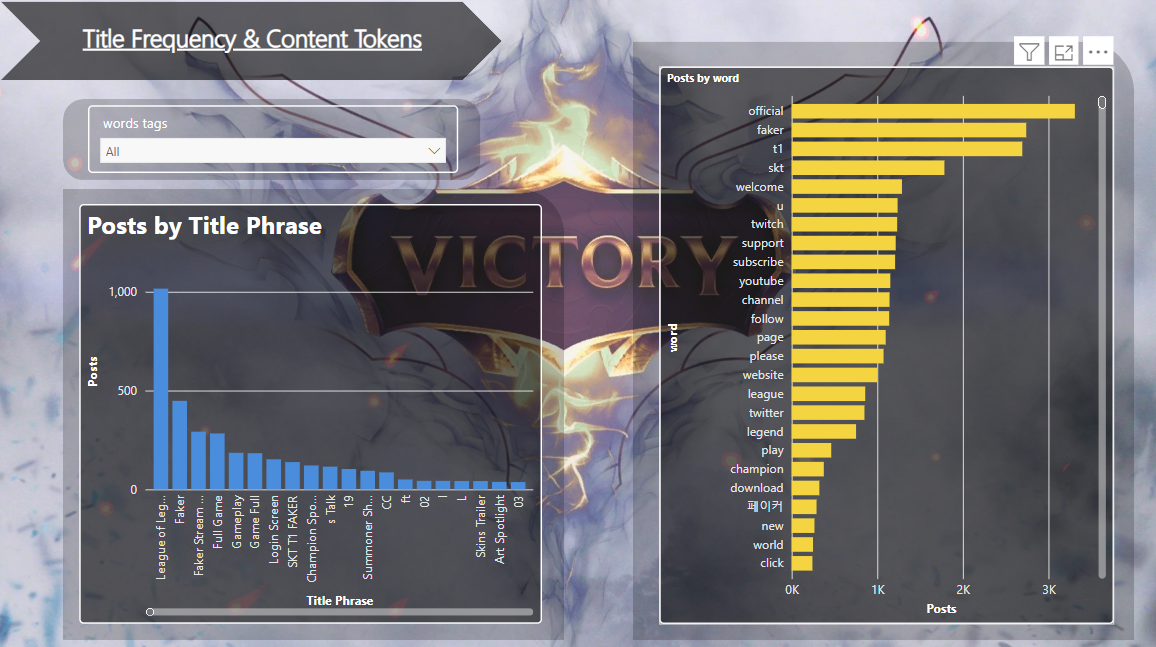 Title Frequency & Content Tokens
words tags
All
Posts by Title Phrase
Posts
1,000
500
0
League of Leg...
Faker
Faker Stream ...
Full Game
Gameplay
Game Full
Login Screen
SKT T1 FAKER
Champion Spo...
s Talk
19
Summoner Sh...
CC
ft
02
I
L
Skins Trailer
Art Spotlight
03
Title Phrase
VICTORY
Posts by word
word
official
faker
t1
skt
welcome
u
twitch
support
subscribe
youtube
channel
follow
page
please
website
league
twitter
legend
play
champion
download
페이커
new
world
click
0K 1K 2K 3K
Posts